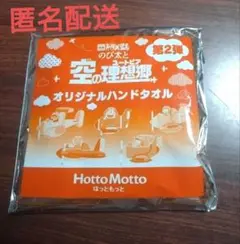 匿名配送
映画ドラえもん
第2弾
のび太と
空の理想郷
ユートピア
オリジナルハンドタオル
HottoMotto
ほっともっと